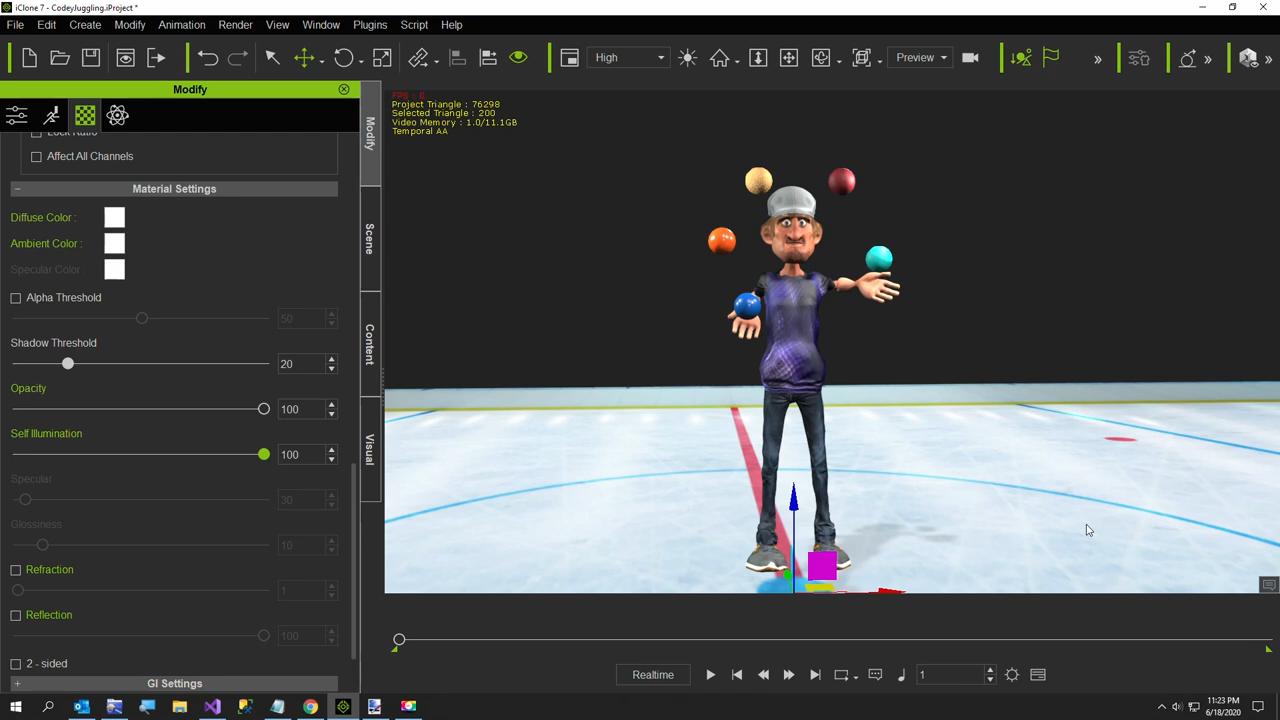 iClone 7 - CodeyJuggling.iProject *
File Edit Create Modify Animation Render View Window Plugins Script Help
High
Preview
»
»
»
»
Modify
FPS : 0
Project Triangle : 76298
Selected Triangle : 200
Video Memory : 1.0/11.1GB
Temporal AA
Lock Ratio
Affect All Channels
Material Settings
Diffuse Color :
Ambient Color :
Specular Color :
Alpha Threshold
50
Shadow Threshold
20
Opacity
100
Self Illumination
100
Specular
30
Glossiness
10
Refraction
1
Reflection
100
2 - sided
GI Settings
Modify
Scene
Content
Visual
Realtime
1
11:23 PM
6/18/2020